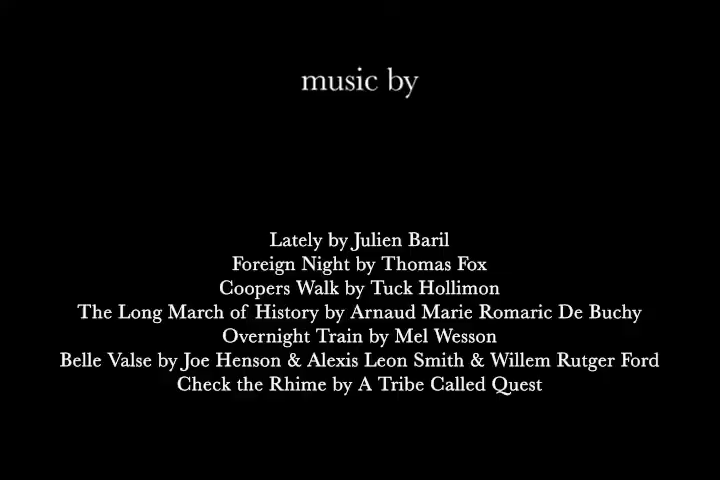 music by
Lately by Julien Baril
Foreign Night by Thomas Fox
Coopers Walk by Tuck Hollimon
The Long March of History by Arnaud Marie Romaric De Buchy
Overnight Train by Mel Wesson
Belle Valse by Joe Henson & Alexis Leon Smith & Willem Rutger Ford
Check the Rhime by A Tribe Called Quest